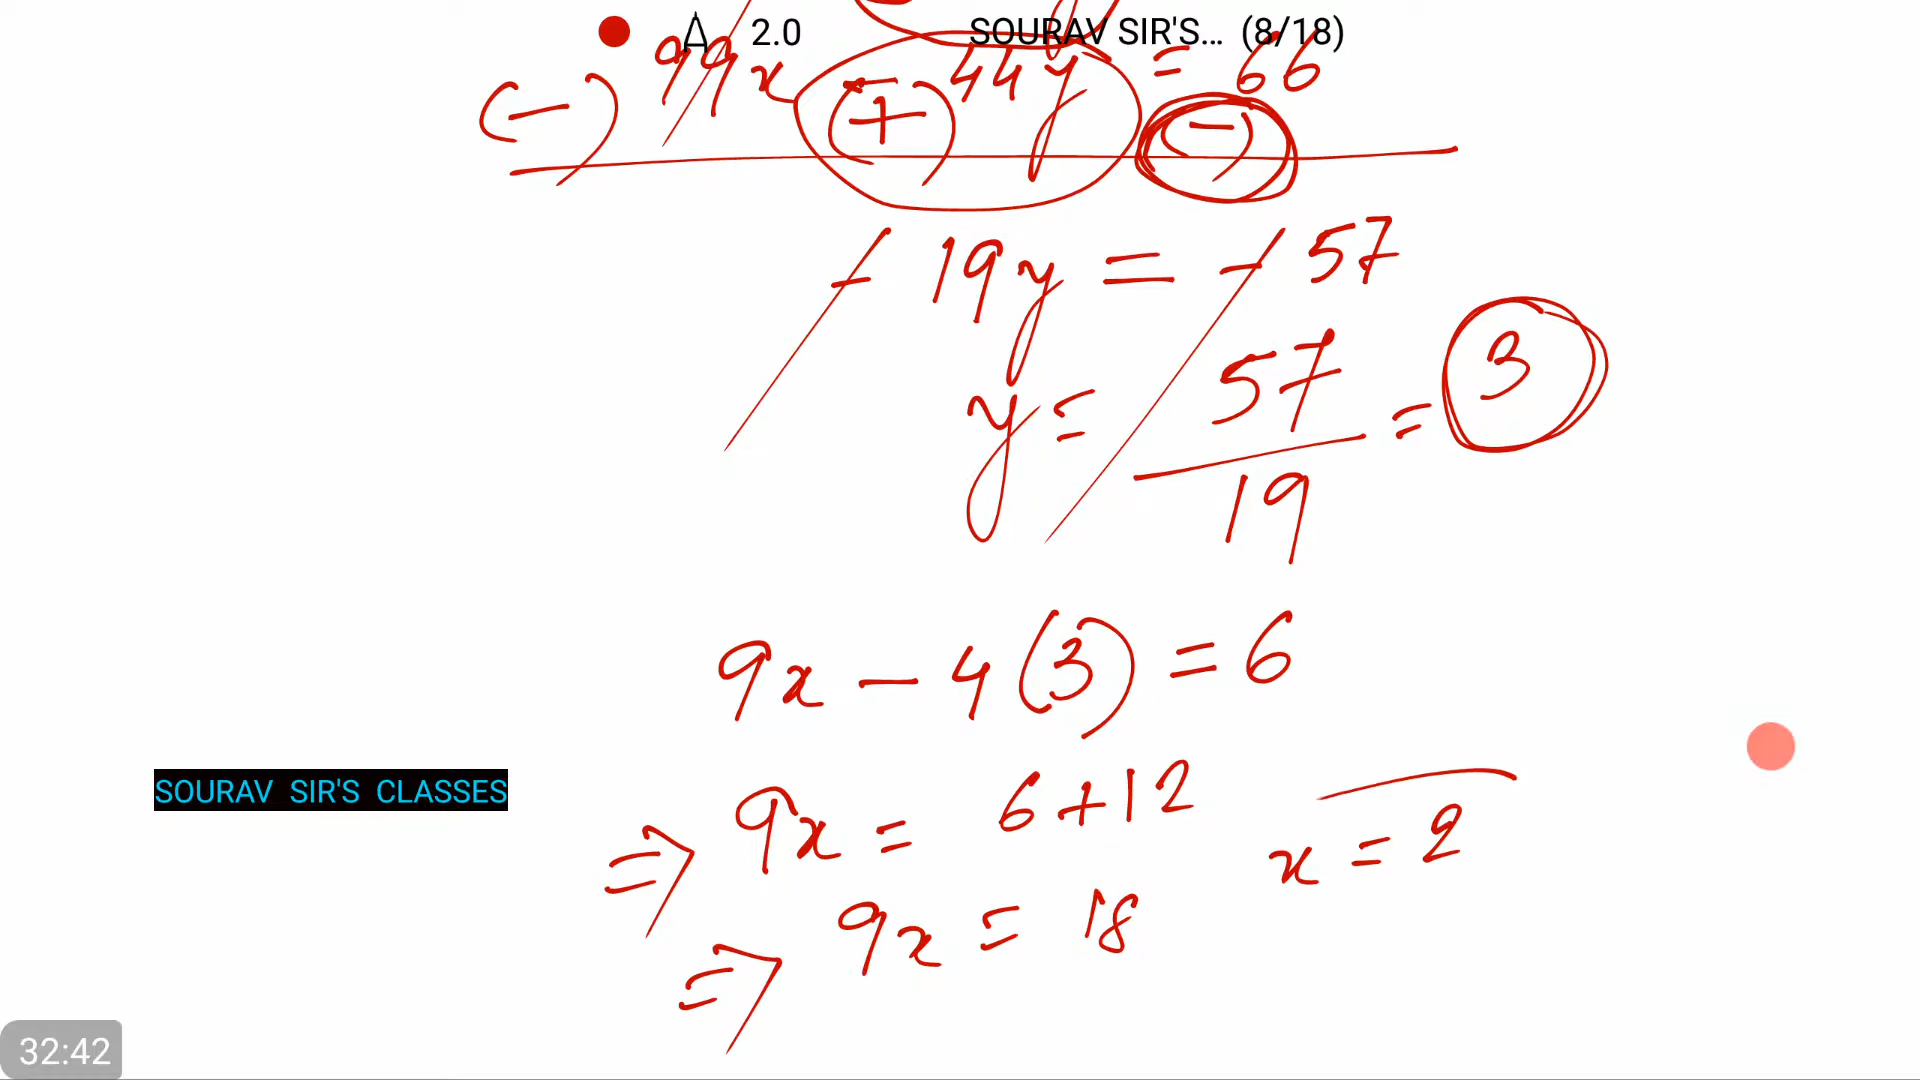 A 2.0 SOURAV SIR'S... (8/18)
99x 44y = 66
(−) (+) (−)
− 19y = − 57
y = 57/19 = 3
9x − 4(3) = 6
⇒ 9x = 6+12
x = 2
⇒ 9x = 18
SOURAV SIR'S CLASSES
32:42